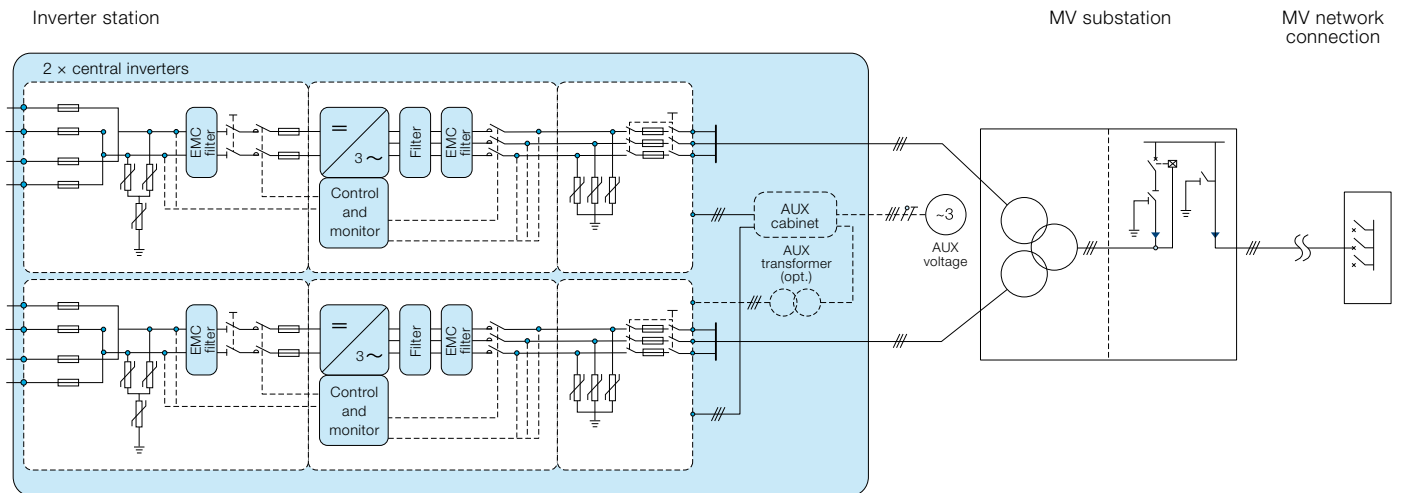 Inverter station
MV substation
MV network
connection
2 × central inverters
EMC
filter
=
3 ~
Filter
EMC
filter
Control
and
monitor
AUX
cabinet
~3
AUX
voltage
AUX
transformer
(opt.)
EMC
filter
=
3 ~
Filter
EMC
filter
Control
and
monitor